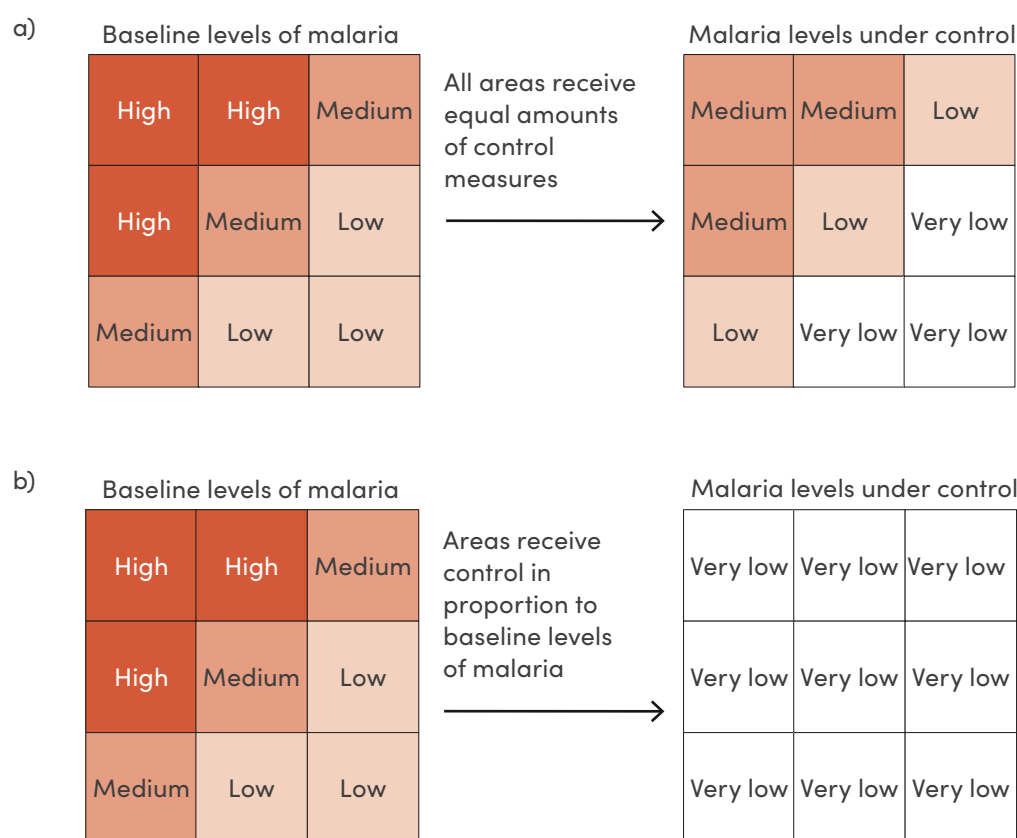 a)
Baseline levels of malaria
High High Medium
High Medium Low
Medium Low Low
All areas receive
equal amounts
of control
measures
Malaria levels under control
Medium Medium Low
Medium Low Very low
Low Very low Very low
b)
Baseline levels of malaria
High High Medium
High Medium Low
Medium Low Low
Areas receive
control in
proportion to
baseline levels
of malaria
Malaria levels under control
Very low Very low Very low
Very low Very low Very low
Very low Very low Very low